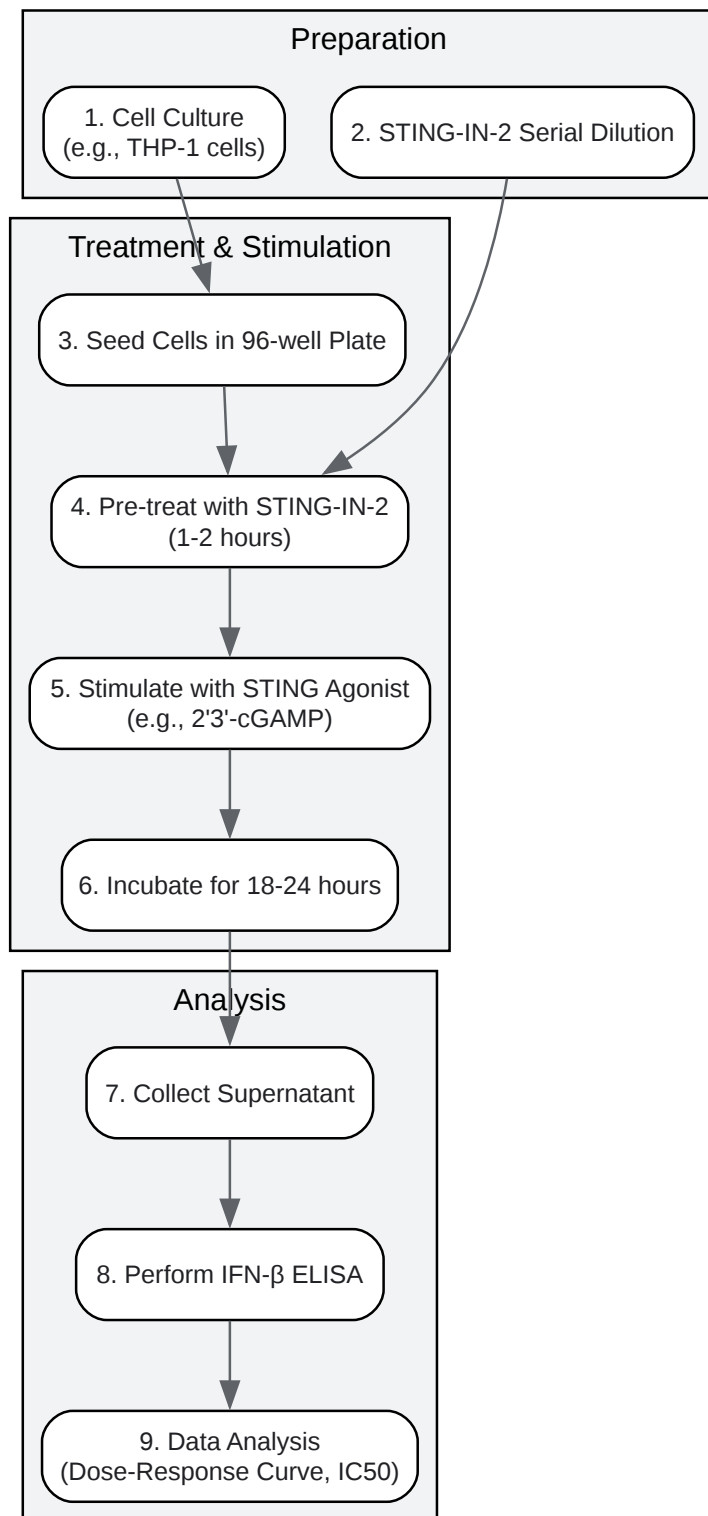 Preparation
1. Cell Culture
(e.g., THP-1 cells)
2. STING-IN-2 Serial Dilution
Treatment & Stimulation
3. Seed Cells in 96-well Plate
4. Pre-treat with STING-IN-2
(1-2 hours)
5. Stimulate with STING Agonist
(e.g., 2'3'-cGAMP)
6. Incubate for 18-24 hours
Analysis
7. Collect Supernatant
8. Perform IFN-β ELISA
9. Data Analysis
(Dose-Response Curve, IC50)